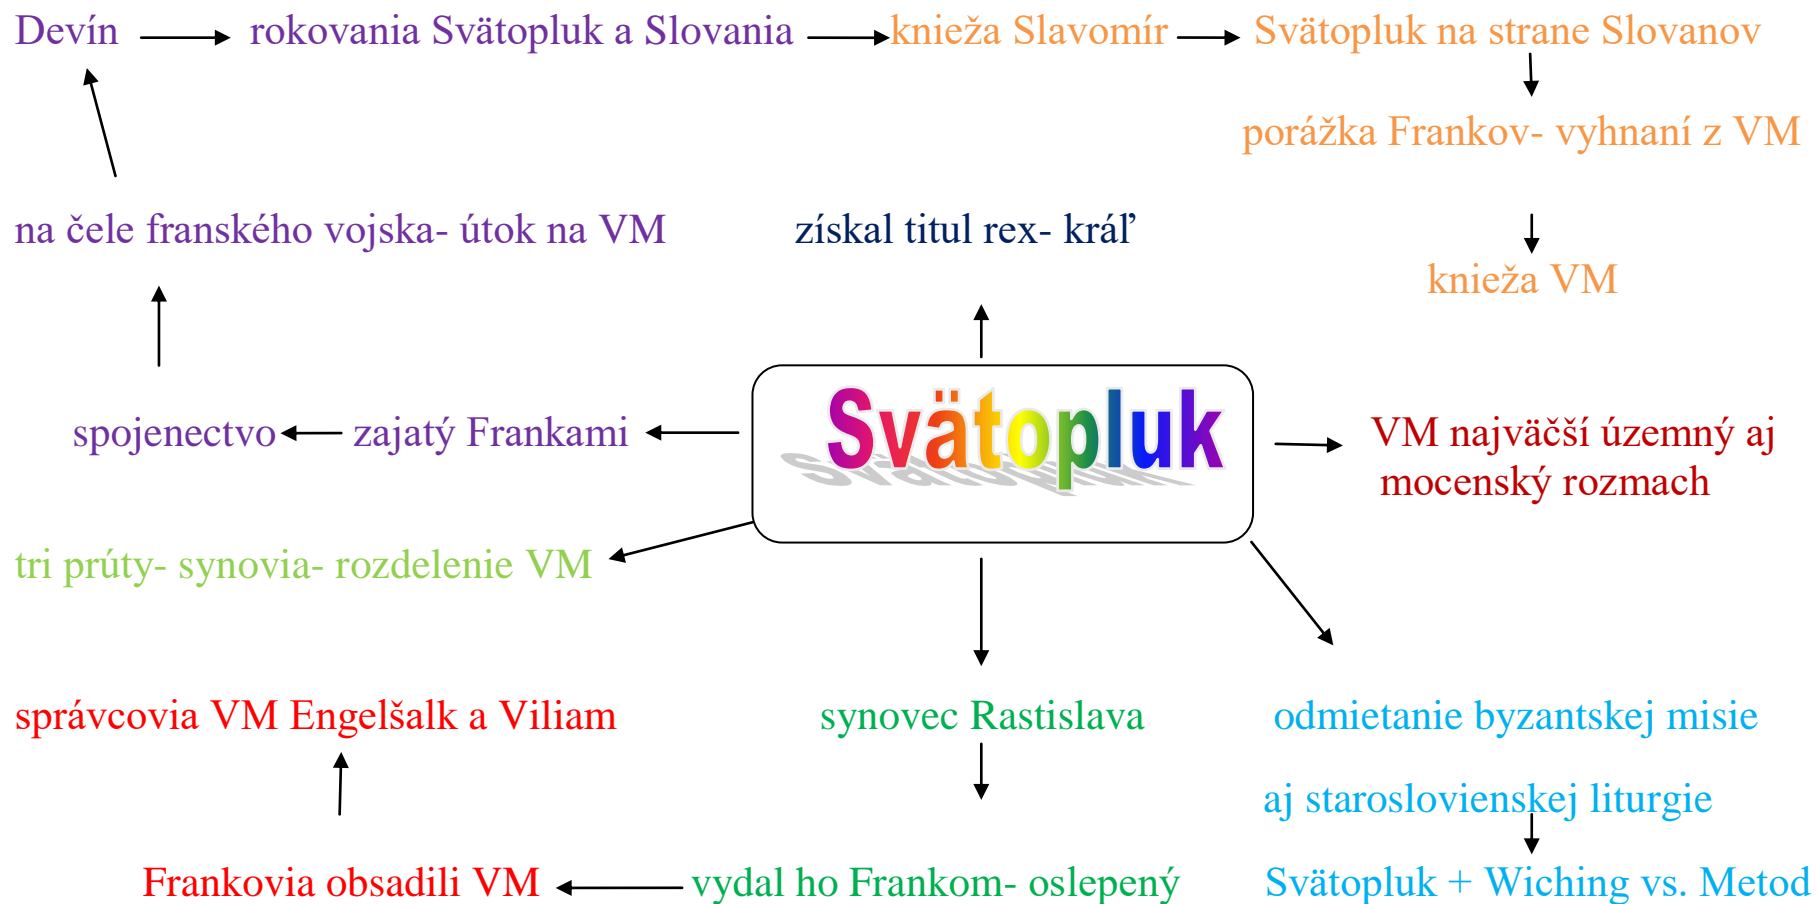 Devín rokovania Svätopluk a Slovania knieža Slavomír Svätopluk na strane Slovanov
porážka Frankov- vyhnaní z VM
na čele franského vojska- útok na VM získal titul rex- kráľ
knieža VM
Svätopluk
spojenectvo zajatý Frankami VM najväčší územný aj
mocenský rozmach
tri prúty- synovia- rozdelenie VM
správcovia VM Engelšalk a Viliam synovec Rastislava odmietanie byzantskej misie
aj staroslovienskej liturgie
Frankovia obsadili VM vydal ho Frankom- oslepený Svätopluk + Wiching vs. Metod